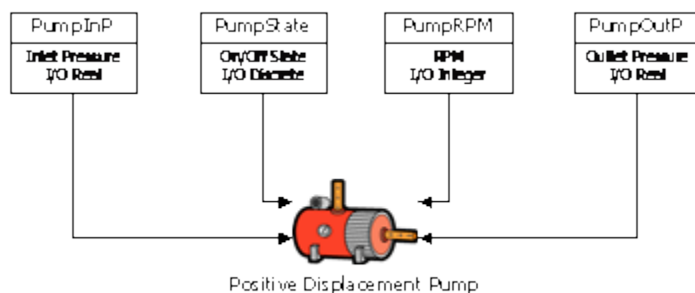 PumpInP
Inlet Pressure
I/O Real
PumpState
On/Off State
I/O Discrete
PumpRPM
RPM
I/O Integer
PumpOutP
Outlet Pressure
I/O Real
Positive Displacement Pump